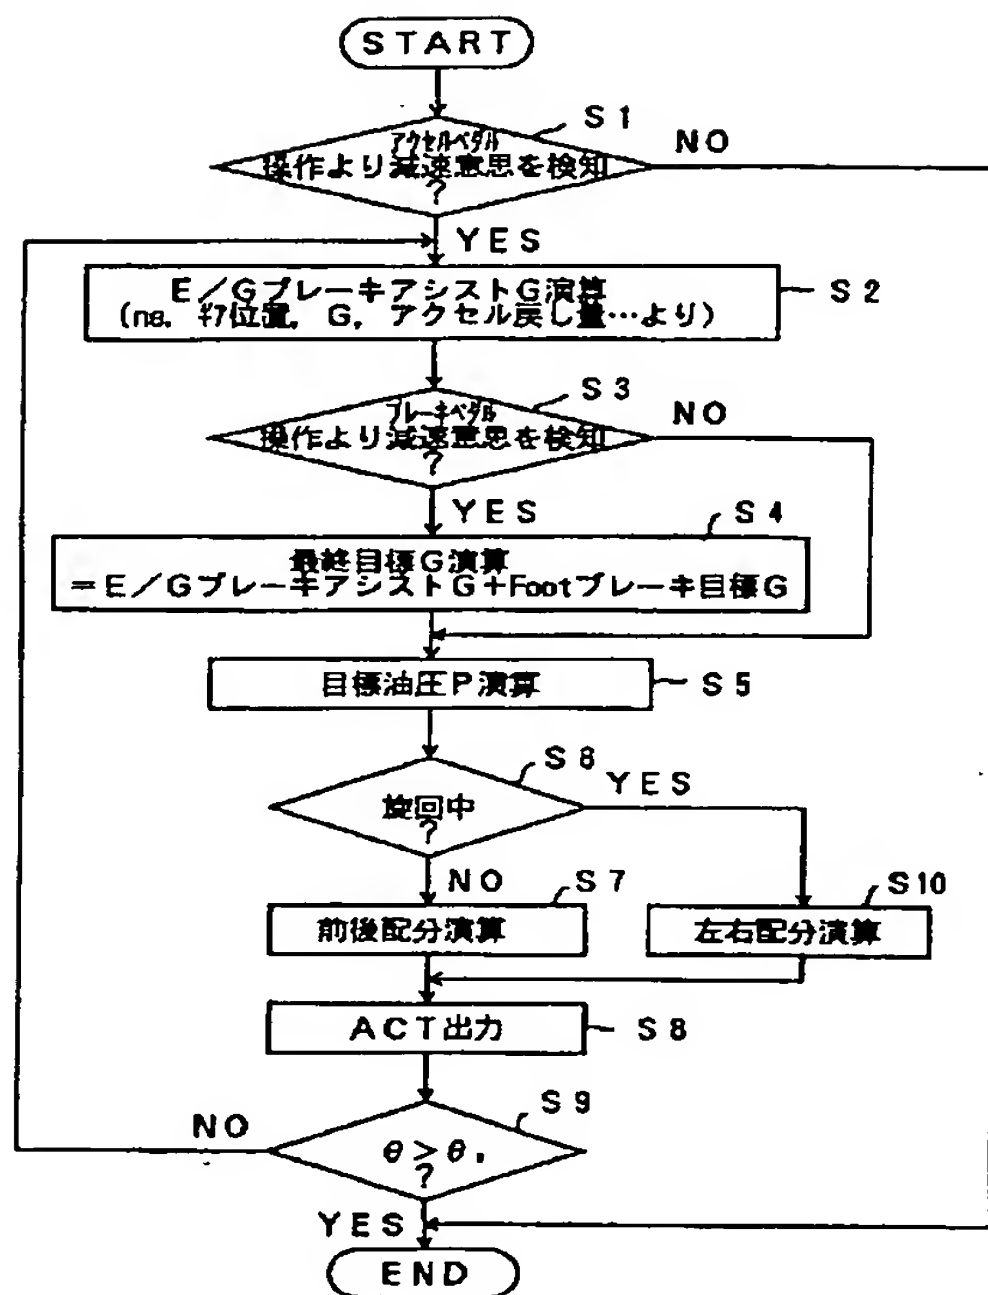 START
S1
アクセルペダル
操作より減速意思を検知
?
NO
YES
E/GブレーキアシストG演算
(ne. ｷﾞｱ位置, G, アクセル戻し量…より)
S2
S3
ブレーキペダル
操作より減速意思を検知
?
NO
YES
S4
最終目標G演算
=E/GブレーキアシストG+Footブレーキ目標G
目標油圧P演算
S5
S6
旋回中
?
YES
NO
S7
前後配分演算
S10
左右配分演算
ACT出力
S8
S9
θ>θ
?
NO
YES
END